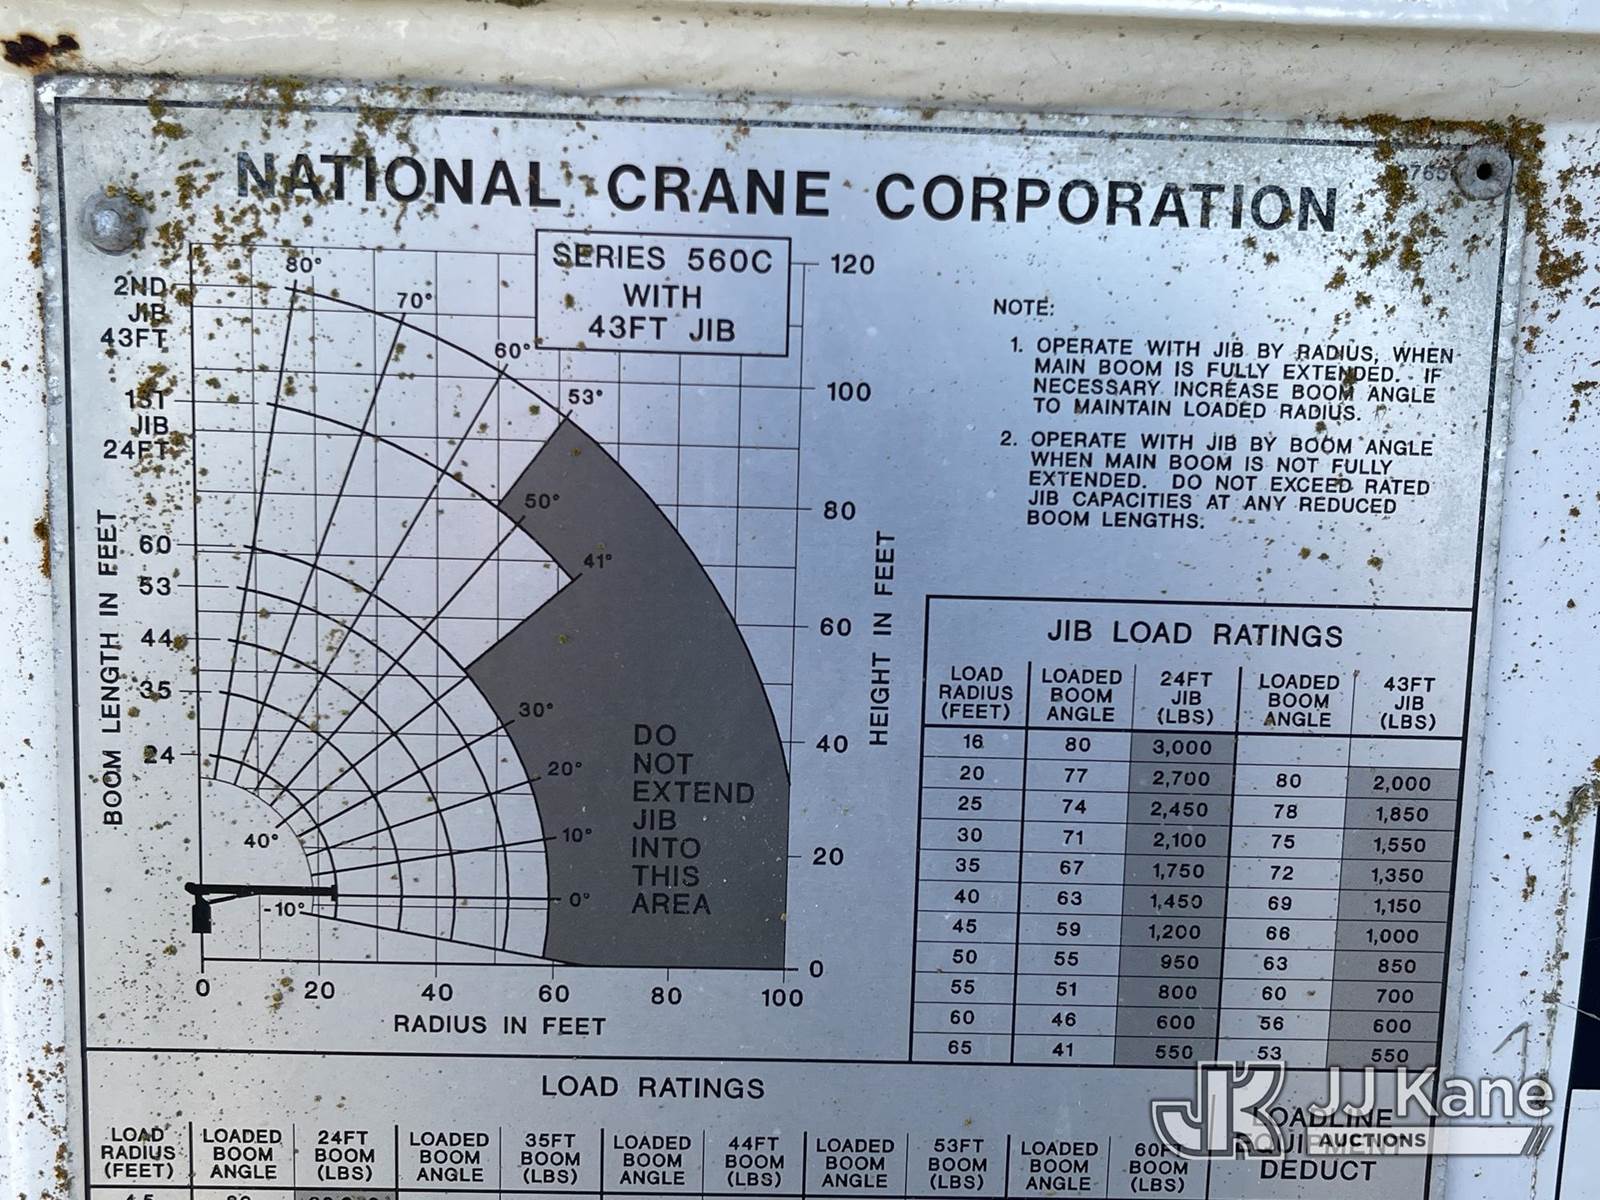 NATIONAL CRANE CORPORATION
SERIES 560C
WITH
43FT JIB
2ND
JIB
43FT
1ST
JIB
24FT
60
53
44
35
24
BOOM LENGTH IN FEET
80°
70°
60°
53°
50°
41°
30°
20°
10°
0°
-10°
40°
DO
NOT
EXTEND
JIB
INTO
THIS
AREA
120
100
80
60
40
20
0
HEIGHT IN FEET
0 20 40 60 80 100
RADIUS IN FEET
NOTE:
1. OPERATE WITH JIB BY RADIUS, WHEN
MAIN BOOM IS FULLY EXTENDED. IF
NECESSARY INCREASE BOOM ANGLE
TO MAINTAIN LOADED RADIUS.
2. OPERATE WITH JIB BY BOOM ANGLE
WHEN MAIN BOOM IS NOT FULLY
EXTENDED. DO NOT EXCEED RATED
JIB CAPACITIES AT ANY REDUCED
BOOM LENGTHS.
JIB LOAD RATINGS
LOAD RADIUS (FEET) LOADED BOOM ANGLE 24FT JIB (LBS) LOADED BOOM ANGLE 43FT JIB (LBS)
16 80 3,000
20 77 2,700 80 2,000
25 74 2,450 78 1,850
30 71 2,100 75 1,550
35 67 1,750 72 1,350
40 63 1,450 69 1,150
45 59 1,200 66 1,000
50 55 950 63 850
55 51 800 60 700
60 46 600 56 600
65 41 550 53 550
LOAD RATINGS
LOAD RADIUS (FEET) LOADED BOOM ANGLE 24FT BOOM (LBS) LOADED BOOM ANGLE 35FT BOOM (LBS) LOADED BOOM ANGLE 44FT BOOM (LBS) LOADED BOOM ANGLE 53FT BOOM (LBS) LOADED BOOM ANGLE 60FT BOOM (LBS)
LOADLINE
EQUIPMENT
DEDUCT
JK JJ Kane
AUCTIONS